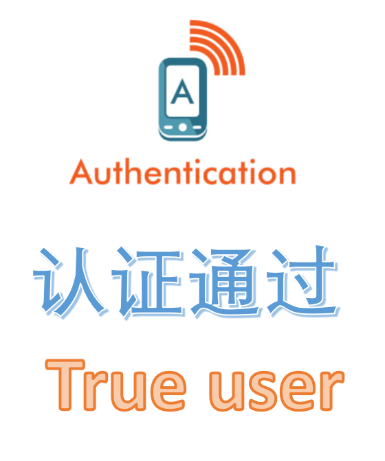 A
Authentication
认证通过
True user